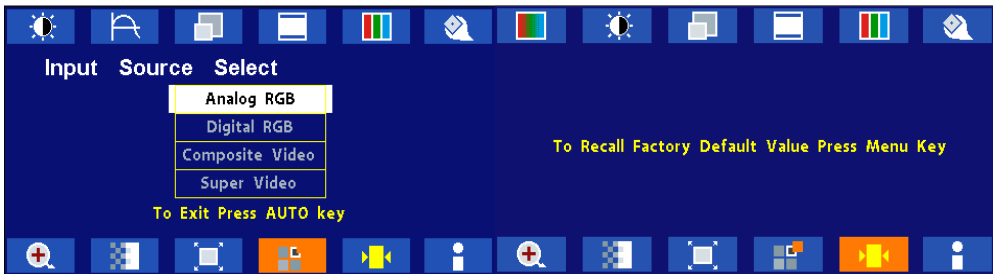 Input Source Select
Analog RGB
Digital RGB
Composite Video
Super Video
To Exit Press AUTO key
To Recall Factory Default Value Press Menu Key